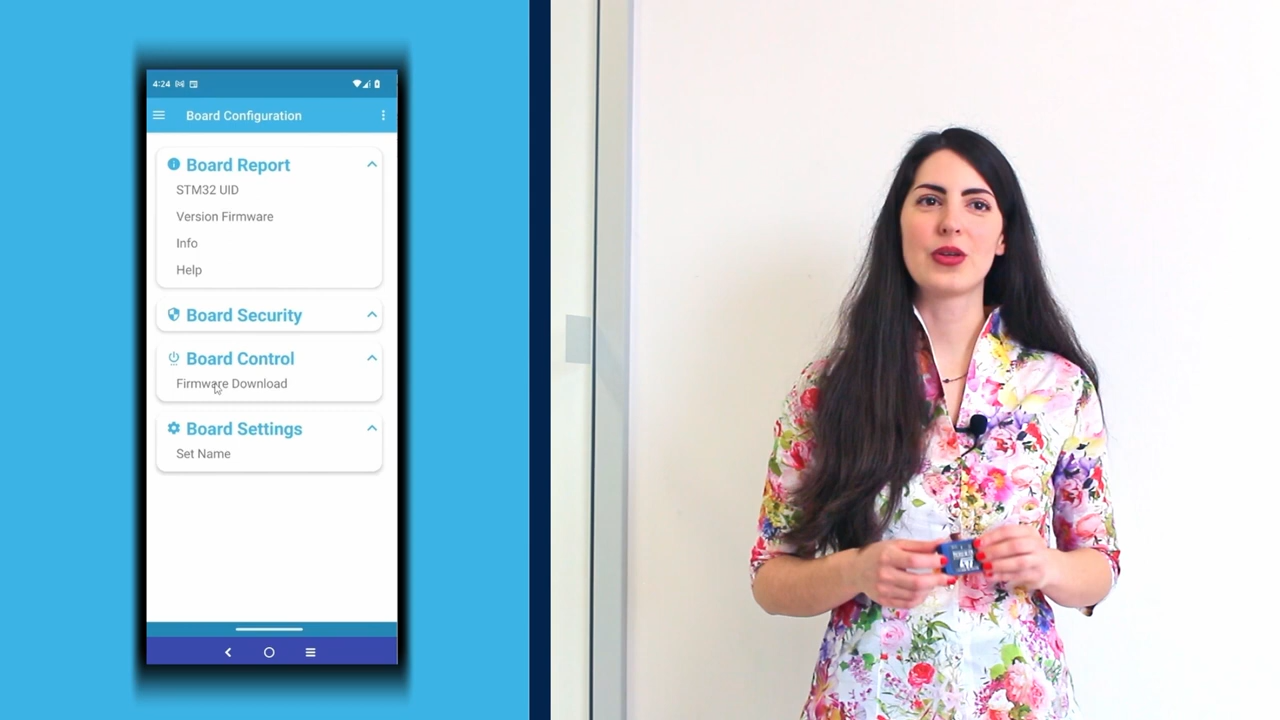 4:24
Board Configuration
Board Report
STM32 UID
Version Firmware
Info
Help
Board Security
Board Control
Firmware Download
Board Settings
Set Name